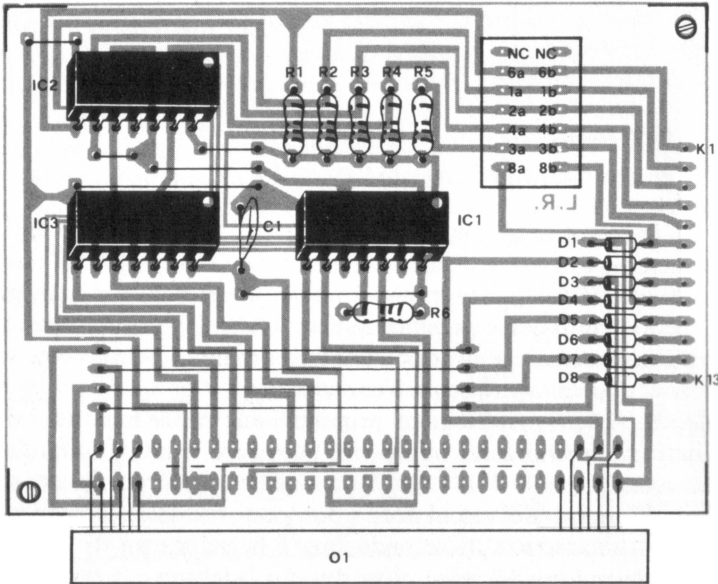 NC NC
6a 6b
1a 1b
2a 2b
4a 4b
3a 3b
8a 8b
L.R.
R1 R2 R3 R4 R5
IC2
K1
IC3
C1
IC1
D1
D2
D3
D4
D5
D6
D7
D8
K13
R6
O1